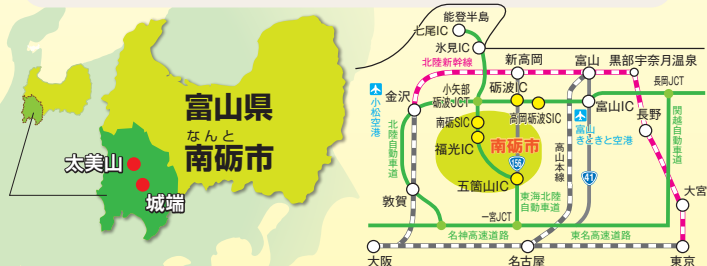 富山県
なんと
南砺市
太美山
城端
能登半島
七尾IC
氷見IC
北陸新幹線
新高岡
富山
黒部宇奈月温泉
長岡JCT
小松空港
金沢
小矢部
砺波JCT
砺波IC
高岡砺波SIC
富山IC
富山
きときと空港
長野
関越自動車道
北陸自動車道
南砺SIC
福光IC
南砺市
156
高山本線
41
五箇山IC
東海北陸
自動車道
大宮
敦賀
一宮JCT
名神高速道路
東名高速道路
大阪
名古屋
東京